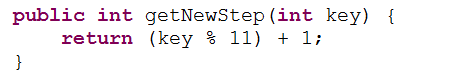 public int getNewStep(int key) {
    return (key % 11) + 1;
}